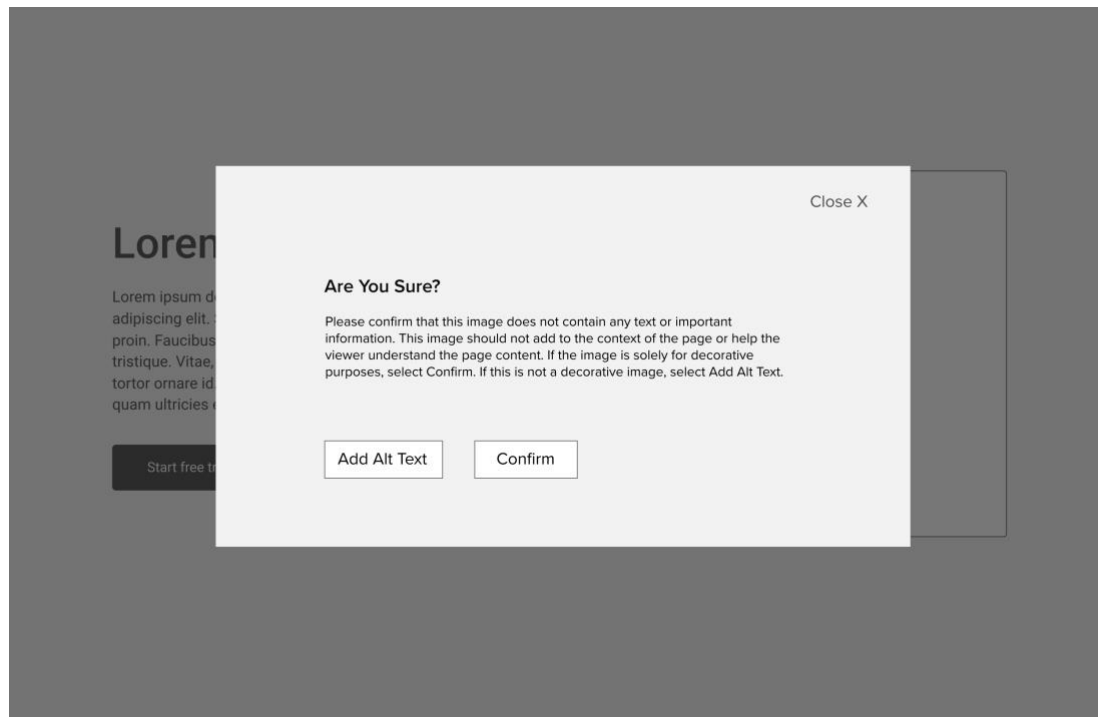 Close X
Loren
Are You Sure?
Lorem ipsum d
adipiscing elit.
proin. Faucibus
tristique. Vitae,
tortor ornare id
quam ultricies
Please confirm that this image does not contain any text or important
information. This image should not add to the context of the page or help the
viewer understand the page content. If the image is solely for decorative
purposes, select Confirm. If this is not a decorative image, select Add Alt Text.
Add Alt Text
Confirm
Start free tr